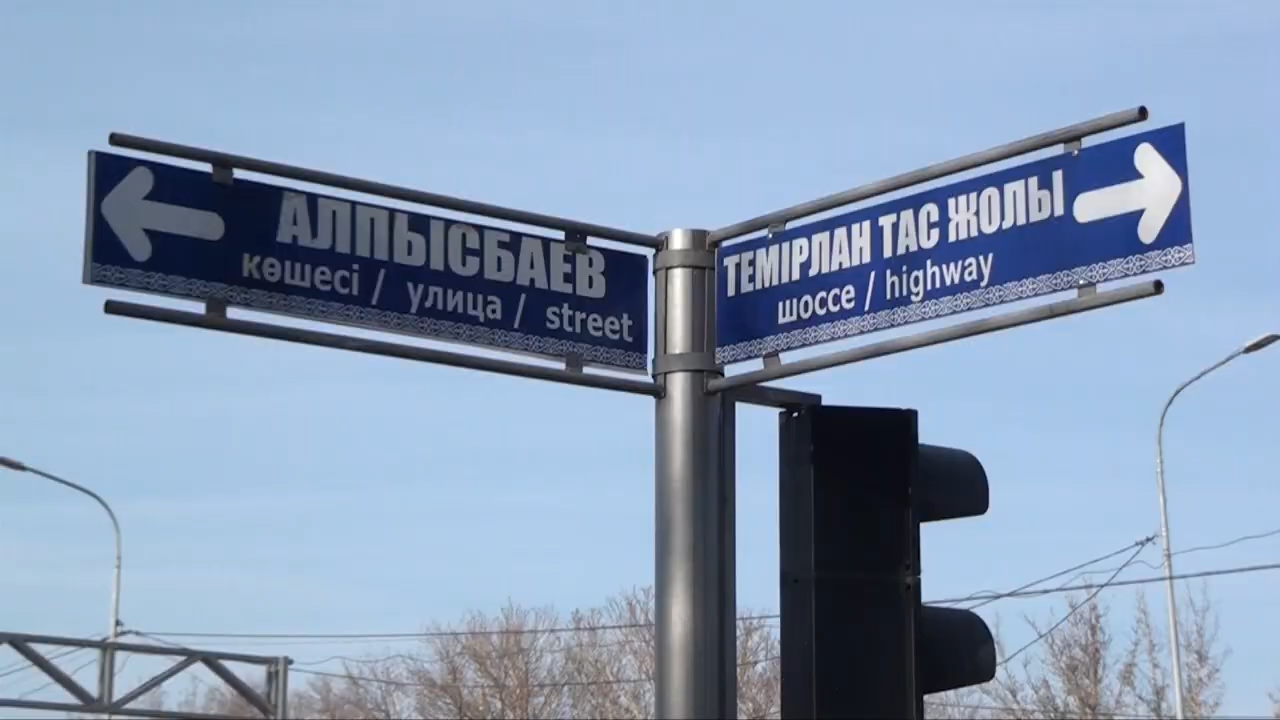 АЛПЫСБАЕВ
көшесі / улица / street
ТЕМІРЛАН ТАС ЖОЛЫ
шоссе / highway